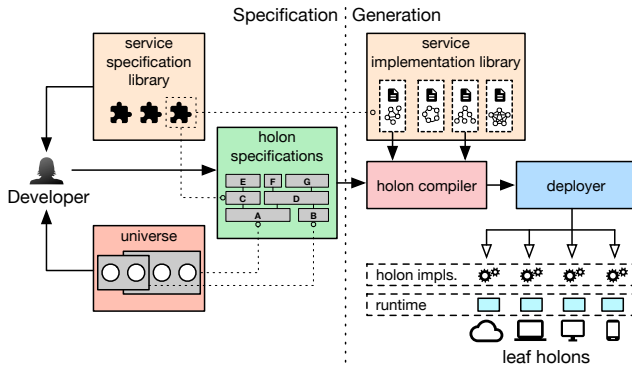 Specification
Generation
service
specification
library
service
implementation library
holon
specifications
E
F
G
C
D
A
B
Developer
universe
holon compiler
deployer
holon impls.
runtime
leaf holons